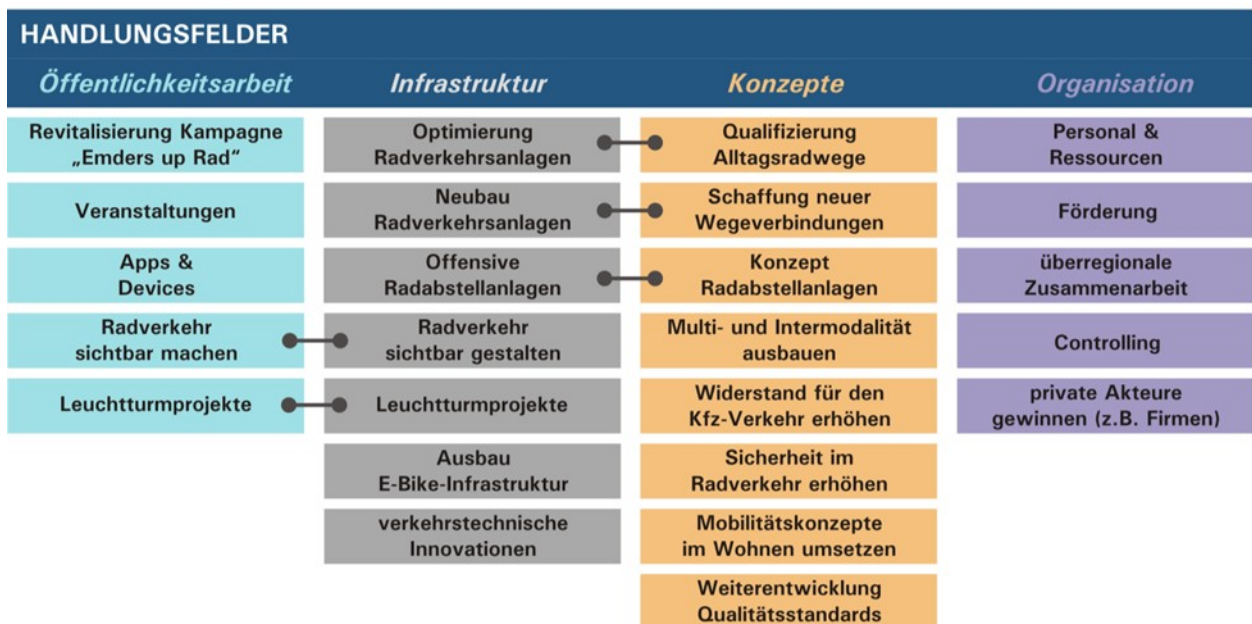 HANDLUNGSFELDER
Öffentlichkeitsarbeit
Infrastruktur
Konzepte
Organisation
Revitalisierung Kampagne
„Emders up Rad“
Optimierung
Radverkehrsanlagen
Qualifizierung
Alltagsradwege
Personal &
Ressourcen
Veranstaltungen
Neubau
Radverkehrsanlagen
Schaffung neuer
Wegeverbindungen
Förderung
Apps &
Devices
Offensive
Radabstellanlagen
Konzept
Radabstellanlagen
überregionale
Zusammenarbeit
Radverkehr
sichtbar machen
Radverkehr
sichtbar gestalten
Multi- und Intermodalität
ausbauen
Controlling
Leuchtturmprojekte
Leuchtturmprojekte
Widerstand für den
Kfz-Verkehr erhöhen
private Akteure
gewinnen (z.B. Firmen)
Ausbau
E-Bike-Infrastruktur
Sicherheit im
Radverkehr erhöhen
verkehrstechnische
Innovationen
Mobilitätskonzepte
im Wohnen umsetzen
Weiterentwicklung
Qualitätsstandards